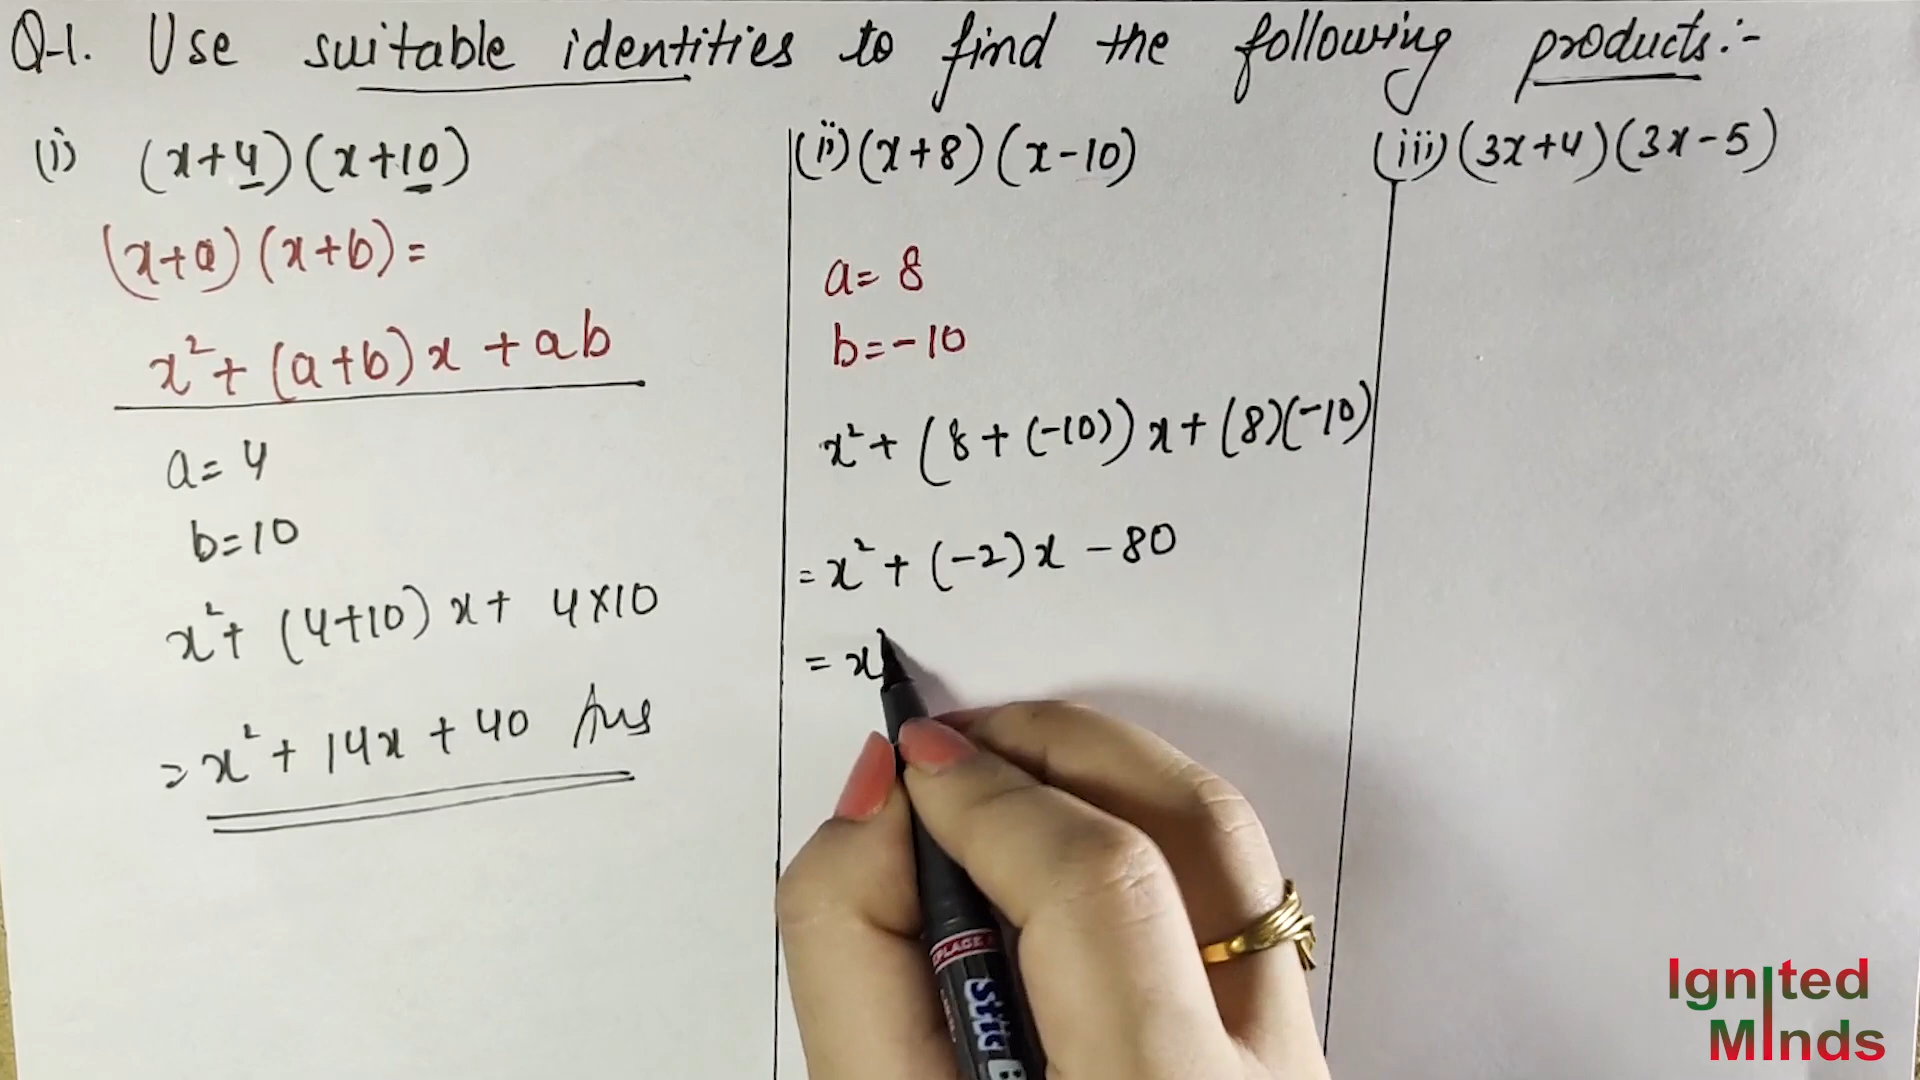 Q-1. Use suitable identities to find the following products:-
(i) (x+4)(x+10)
(x+a)(x+b)=
x²+(a+b)x+ab
a=4
b=10
x²+(4+10)x+4×10
=x²+14x+40 Ans
(ii)(x+8)(x-10)
a=8
b=-10
x²+(8+(-10))x+(8)(-10)
=x²+(-2)x-80
=x
(iii)(3x+4)(3x-5)
Ignited
Minds